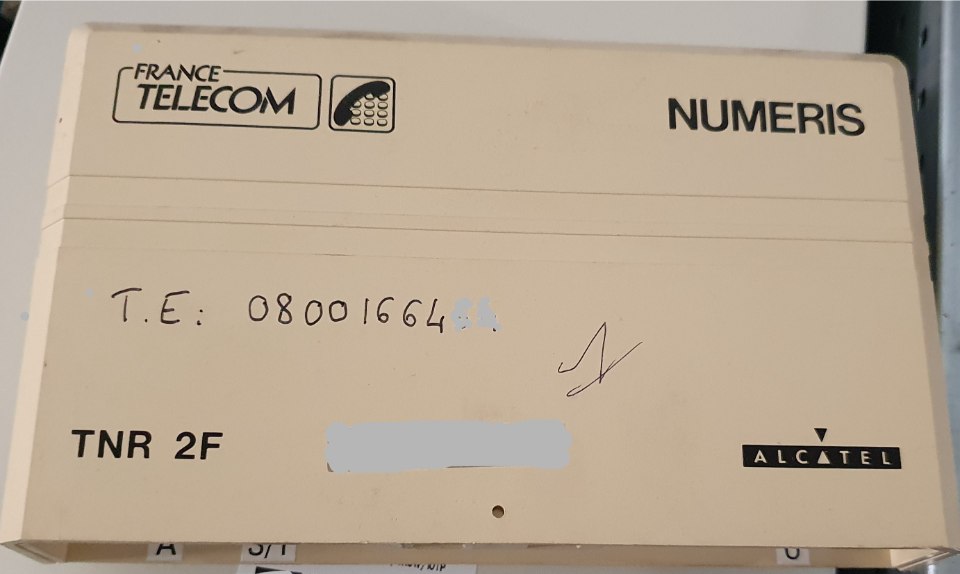 FRANCE
TELECOM
NUMERIS
T.E: 08001664
TNR 2F
ALCATEL
A
S/T
U